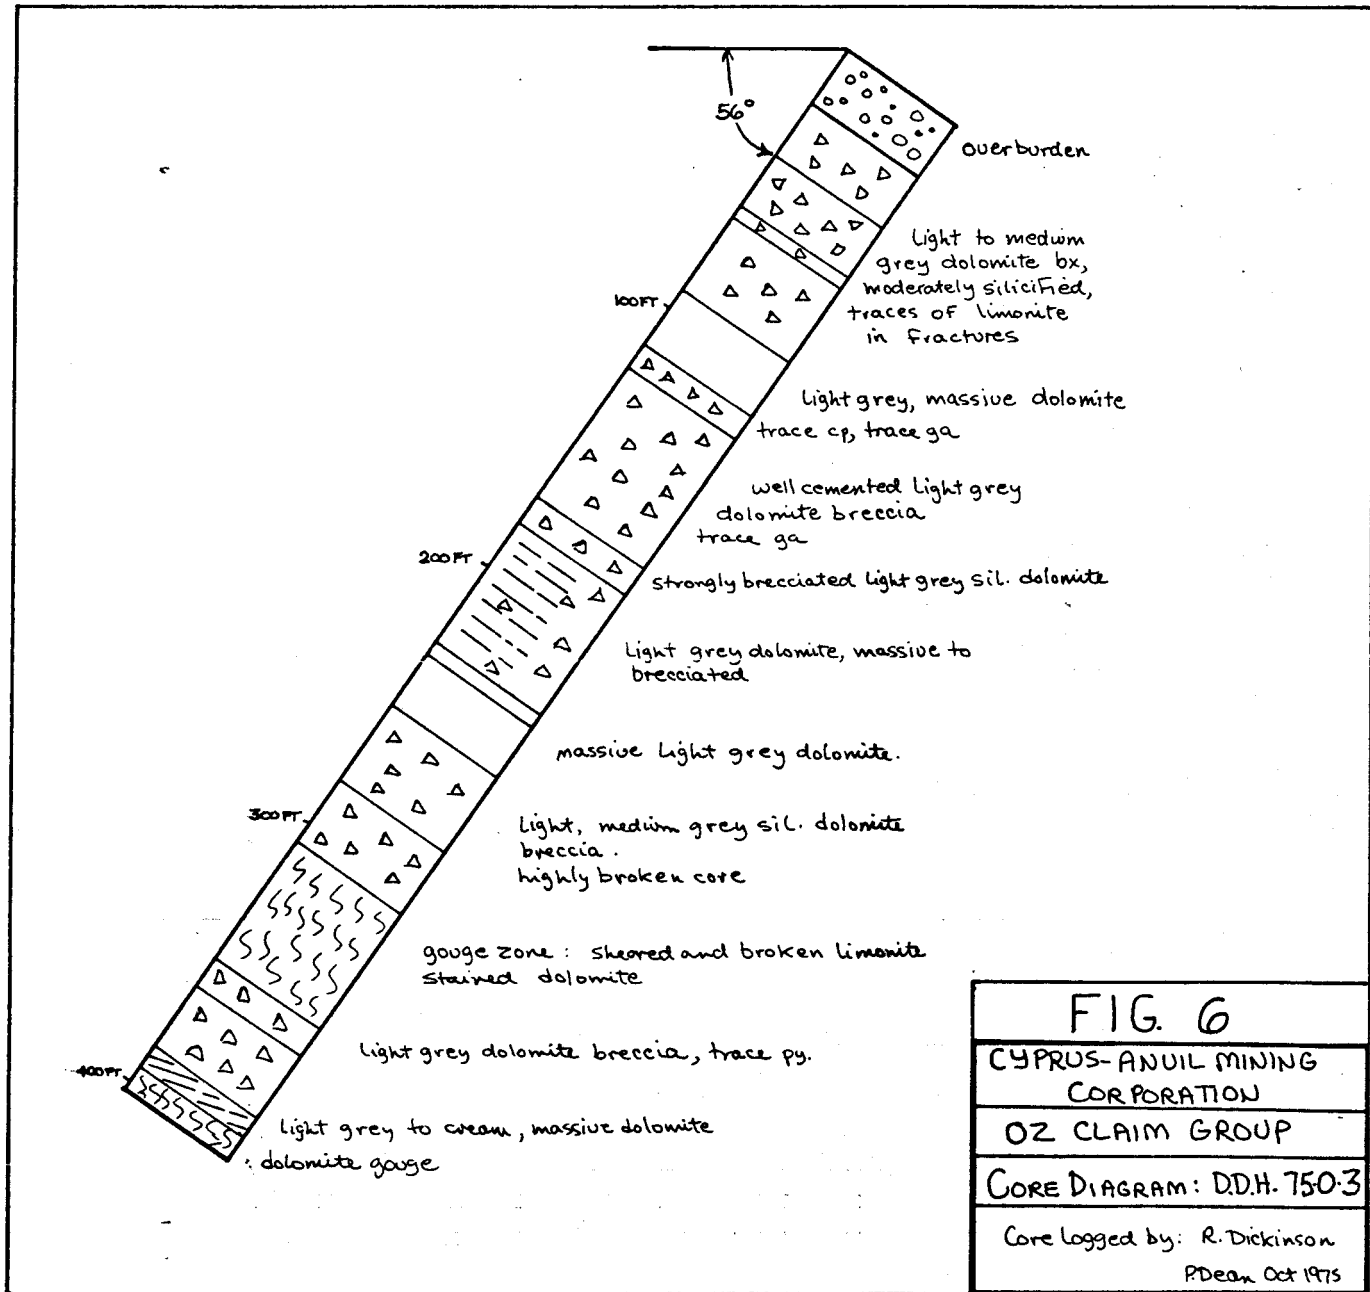 56°
overburden
Light to medium
grey dolomite bx,
moderately silicified,
traces of limonite
in fractures
100FT
Light grey, massive dolomite
trace cp, trace ga
well cemented Light grey
dolomite breccia
trace ga
200FT
strongly brecciated light grey sil. dolomite
Light grey dolomite, massive to
brecciated
massive Light grey dolomite.
300FT
Light, medium grey sil. dolomite
breccia.
highly broken core
gouge zone: sheared and broken limonite
stained dolomite
Light grey dolomite breccia, trace py.
400FT
Light grey to cream, massive dolomite
dolomite gouge
FIG. 6
CYPRUS-ANVIL MINING
CORPORATION
OZ CLAIM GROUP
CORE DIAGRAM: D.D.H. 75-0-3
Core logged by: R. Dickinson
P.Dean Oct 1975